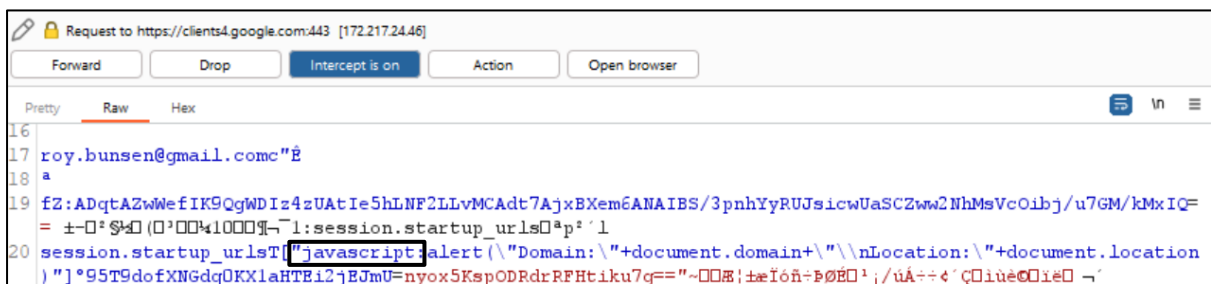 Request to https://clients4.google.com:443 [172.217.24.46]
Forward Drop Intercept is on Action Open browser
Pretty Raw Hex \n ≡
16
17 roy.bunsen@gmail.comc"Ê
18 a
19 fZ:ADqtAZwWefIK9QgWDIz4zUAtIe5hLNF2LLvMCAdt7AjxBXem6ANAIBS/3pnhYyRUJsicwUaSCZww2NhMsVcOibj/u7GM/kMxIQ=
= 1:session.startup_urls
20 session.startup_urlsT["javascript:alert(\"Domain:\"+document.domain+\"\\nLocation:\"+document.location
)"]°95T9dofXNGdqOKX1aHTEi2jEJmU=nyox5KspODRdrRFHtiku7q=="~